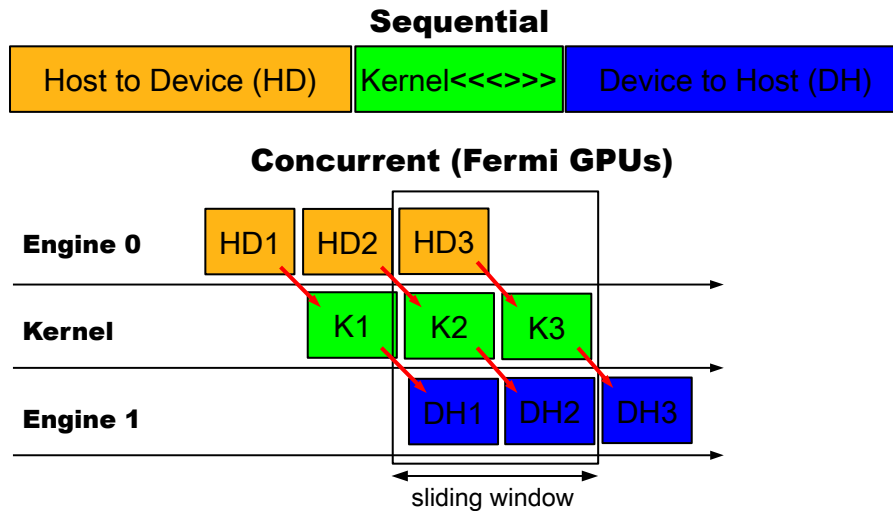 Sequential
Host to Device (HD) Kernel<<<>>> Device to Host (DH)
Concurrent (Fermi GPUs)
Engine 0 HD1 HD2 HD3
Kernel K1 K2 K3
Engine 1 DH1 DH2 DH3
sliding window